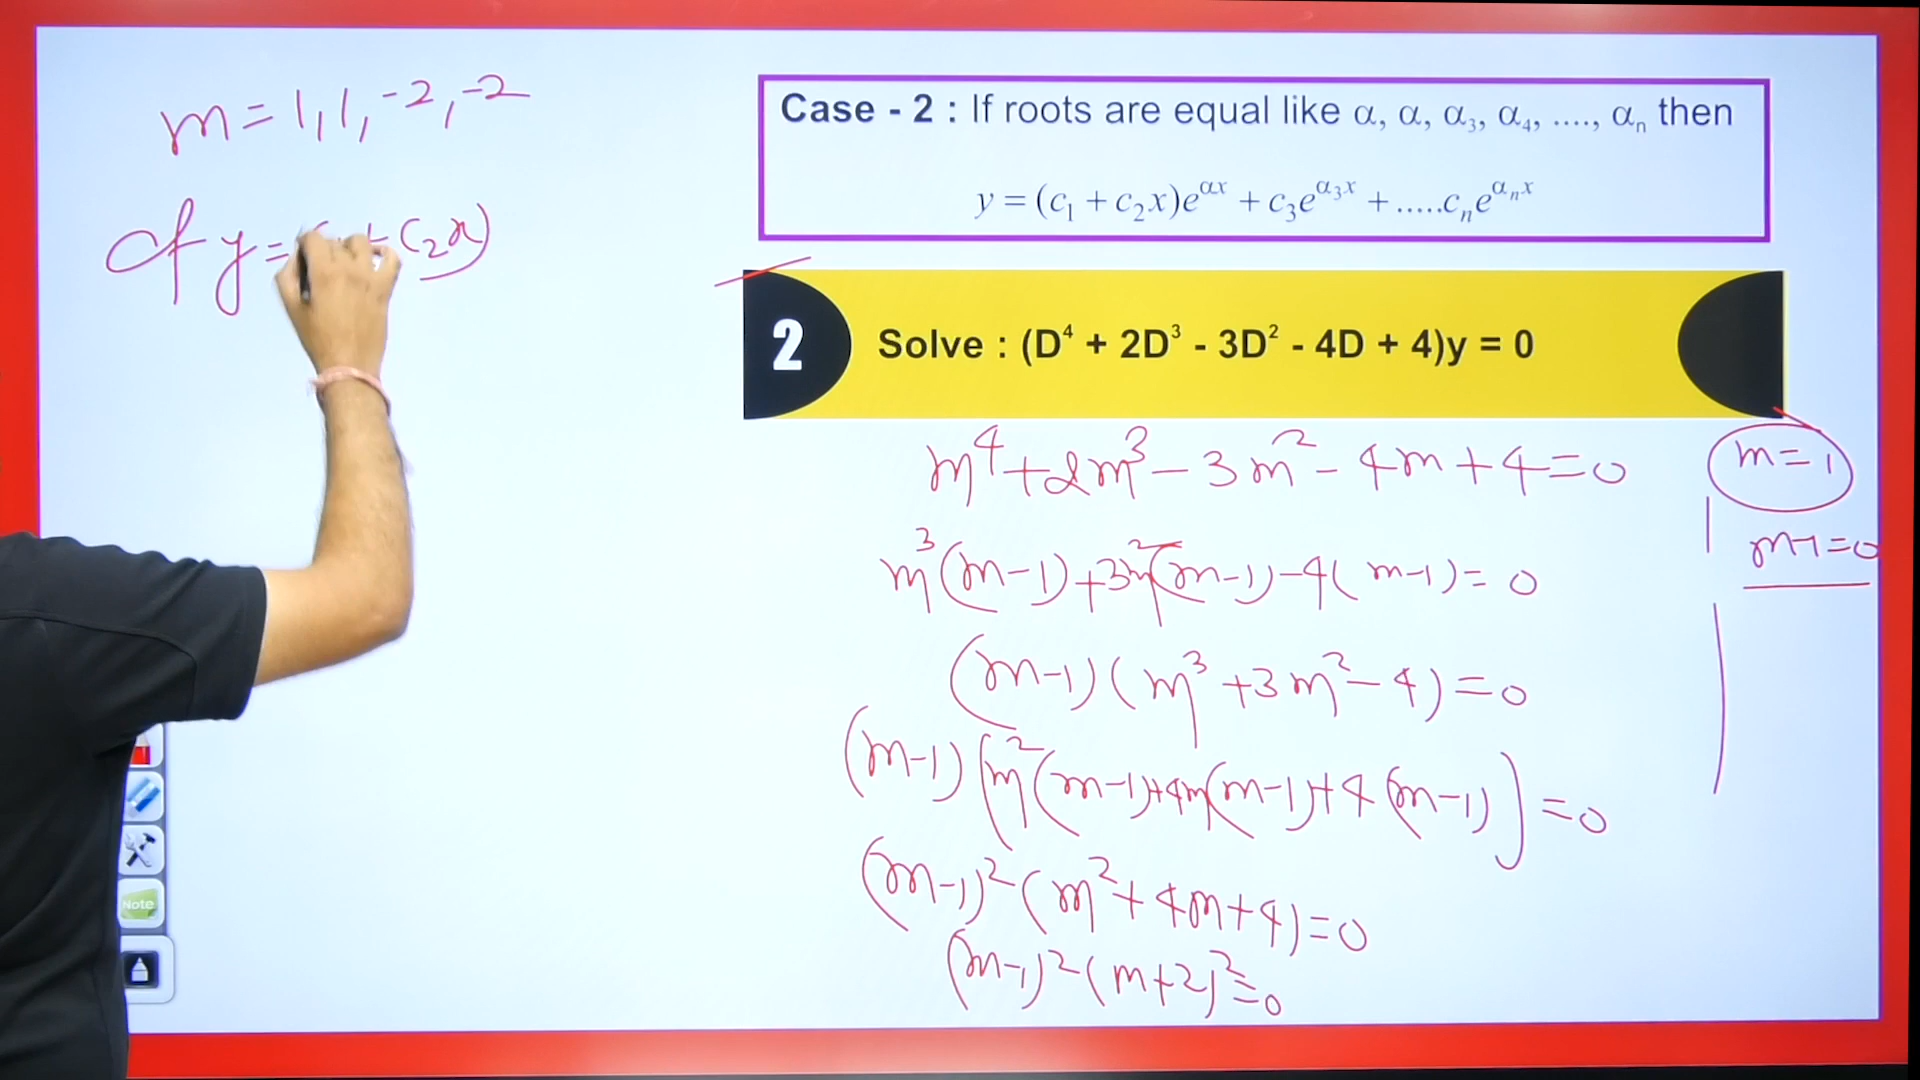 m = 1, 1, -2, -2
Cf y = + c₂x)
Case - 2 : If roots are equal like α, α, α₃, α₄, ...., αₙ then
y = (c₁ + c₂x)e^{αx} + c₃e^{α₃x} + .....cₙe^{αₙx}
2 Solve : (D⁴ + 2D³ - 3D² - 4D + 4)y = 0
m⁴ + 2m³ - 3m² - 4m + 4 = 0
m = 1
m³(m-1) + 3m²(m-1) - 4(m-1) = 0
m-1 = 0
(m-1)(m³ + 3m² - 4) = 0
(m-1)[m²(m-1) + 4m(m-1) + 4(m-1)] = 0
(m-1)²(m² + 4m + 4) = 0
(m-1)²(m+2)² = 0
Note